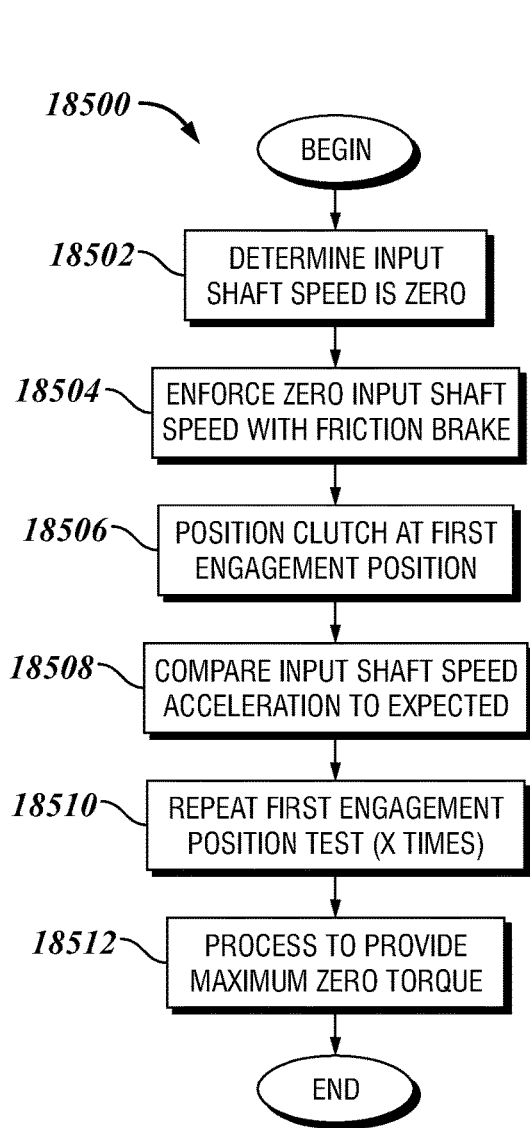 18500
BEGIN
18502
DETERMINE INPUT
SHAFT SPEED IS ZERO
18504
ENFORCE ZERO INPUT SHAFT
SPEED WITH FRICTION BRAKE
18506
POSITION CLUTCH AT FIRST
ENGAGEMENT POSITION
18508
COMPARE INPUT SHAFT SPEED
ACCELERATION TO EXPECTED
18510
REPEAT FIRST ENGAGEMENT
POSITION TEST (X TIMES)
18512
PROCESS TO PROVIDE
MAXIMUM ZERO TORQUE
END